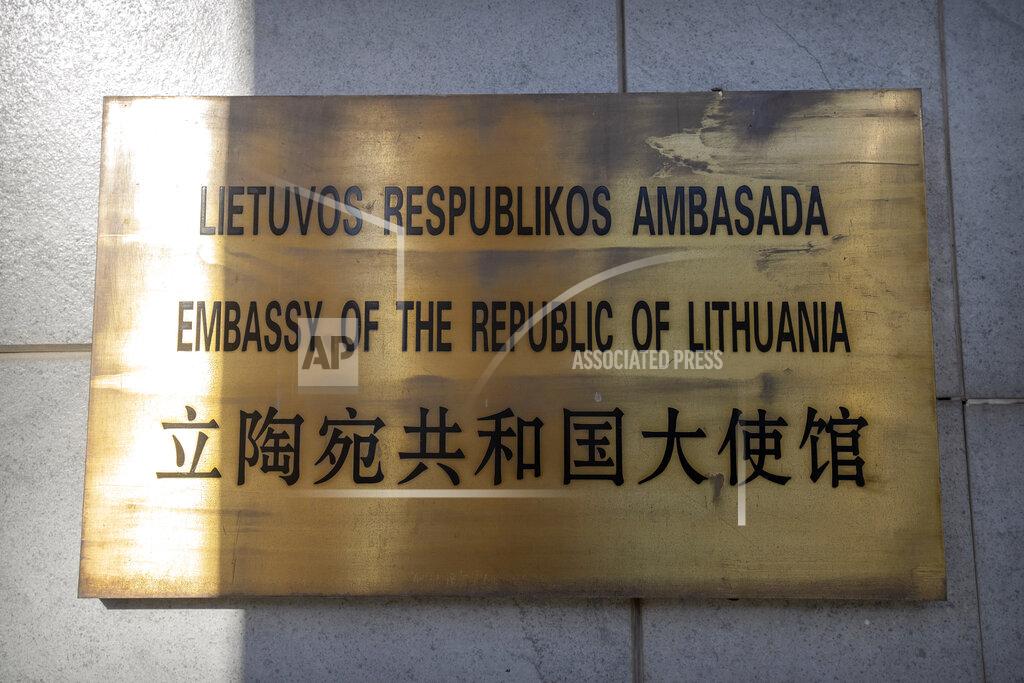 LIETUVOS RESPUBLIKOS AMBASADA
EMBASSY OF THE REPUBLIC OF LITHUANIA
AP
ASSOCIATED PRESS
立陶宛共和国大使馆